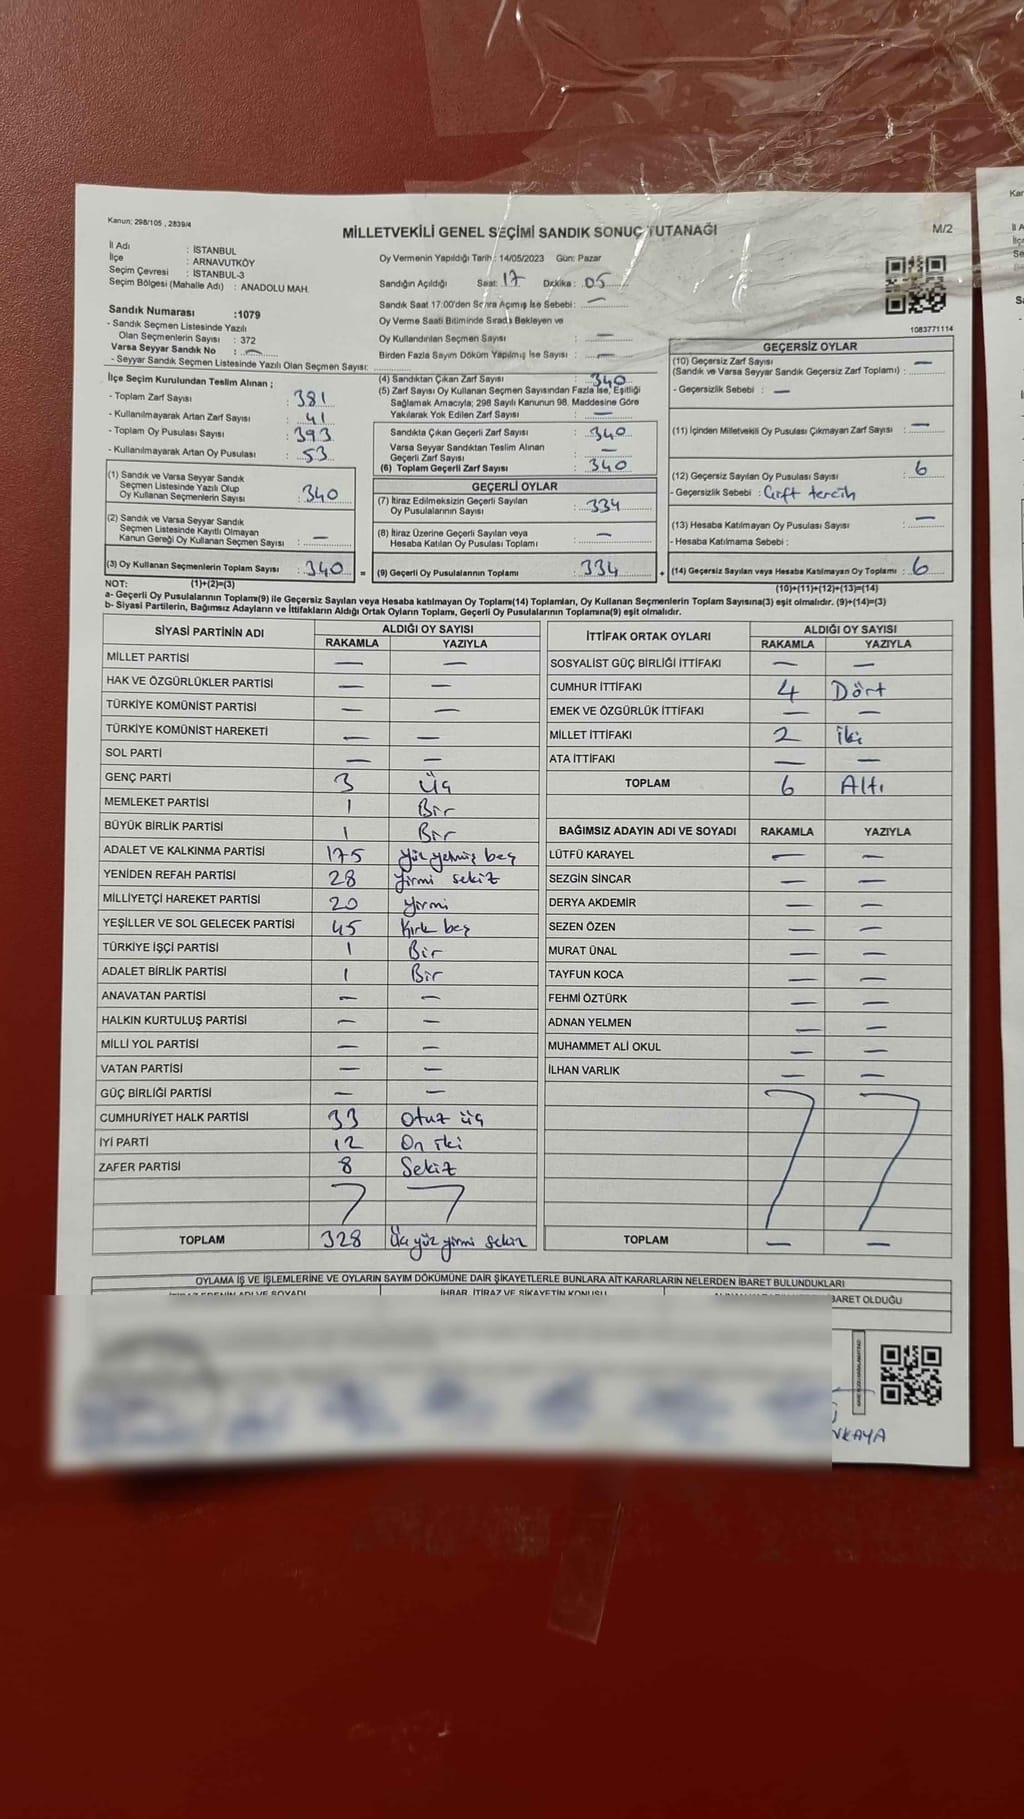 Kanun; 298/105 , 2839/4
MİLLETVEKİLİ GENEL SEÇİMİ SANDIK SONUÇ TUTANAĞI
M/2
İl Adı : İSTANBUL
İlçe : ARNAVUTKÖY
Seçim Çevresi : İSTANBUL-3
Seçim Bölgesi (Mahalle Adı) : ANADOLU MAH.
Sandık Numarası :1079
- Sandık Seçmen Listesinde Yazılı
Olan Seçmenlerin Sayısı : 372
Varsa Seyyar Sandık No : —
- Seyyar Sandık Seçmen Listesinde Yazılı Olan Seçmen Sayısı:
Oy Vermenin Yapıldığı Tarih : 14/05/2023 Gün: Pazar
Sandığın Açıldığı Saat: 17 Dakika : 05
Sandık Saat 17:00'den Sonra Açımış İse Sebebi: —
Oy Verme Saati Bitiminde Sırada Bekleyen ve
Oy Kullandırılan Seçmen Sayısı : —
Birden Fazla Sayım Döküm Yapılmış İse Sayısı : —
1083771114
İlçe Seçim Kurulundan Teslim Alınan ;
- Toplam Zarf Sayısı : 381
- Kullanılmayarak Artan Zarf Sayısı : 41
- Toplam Oy Pusulası Sayısı : 393
- Kullanılmayarak Artan Oy Pusulası : 53
(1) Sandık ve Varsa Seyyar Sandık
Seçmen Listesinde Yazılı Olup
Oy Kullanan Seçmenlerin Sayısı : 340
(2) Sandık ve Varsa Seyyar Sandık
Seçmen Listesinde Kayıtlı Olmayan
Kanun Gereği Oy Kullanan Seçmen Sayısı : —
(3) Oy Kullanan Seçmenlerin Toplam Sayısı : 340 =
(4) Sandıktan Çıkan Zarf Sayısı : 340
(5) Zarf Sayısı Oy Kullanan Seçmen Sayısından Fazla İse, Eşitliği
Sağlamak Amacıyla; 298 Sayılı Kanunun 98. Maddesine Göre
Yakılarak Yok Edilen Zarf Sayısı : —
Sandıkta Çıkan Geçerli Zarf Sayısı : 340
Varsa Seyyar Sandıktan Teslim Alınan
Geçerli Zarf Sayısı : —
(6) Toplam Geçerli Zarf Sayısı : 340
GEÇERLİ OYLAR
(7) İtiraz Edilmeksizin Geçerli Sayılan
Oy Pusulalarının Sayısı : 334
(8) İtiraz Üzerine Geçerli Sayılan veya
Hesaba Katılan Oy Pusulası Toplamı : —
(9) Geçerli Oy Pusulalarının Toplamı : 334 +
GEÇERSİZ OYLAR
(10) Geçersiz Zarf Sayısı
(Sandık ve Varsa Seyyar Sandık Geçersiz Zarf Toplamı) : —
- Geçersizlik Sebebi : —
(11) İçinden Milletvekili Oy Pusulası Çıkmayan Zarf Sayısı : —
(12) Geçersiz Sayılan Oy Pusulası Sayısı : 6
- Geçersizlik Sebebi : Çift tercih
(13) Hesaba Katılmayan Oy Pusulası Sayısı : —
- Hesaba Katılmama Sebebi :
(14) Geçersiz Sayılan veya Hesaba Katılmayan Oy Toplamı : 6
NOT: (1)+(2)=(3)
(10)+(11)+(12)+(13)=(14)
a- Geçerli Oy Pusulalarının Toplamı(9) ile Geçersiz Sayılan veya Hesaba katılmayan Oy Toplamı(14) Toplamları, Oy Kullanan Seçmenlerin Toplam Sayısına(3) eşit olmalıdır. (9)+(14)=(3)
b- Siyasi Partilerin, Bağımsız Adayların ve İttifakların Aldığı Ortak Oyların Toplamı, Geçerli Oy Pusulalarının Toplamına(9) eşit olmalıdır.
SİYASİ PARTİNİN ADI ALDIĞI OY SAYISI
RAKAMLA YAZIYLA
MİLLET PARTİSİ — —
HAK VE ÖZGÜRLÜKLER PARTİSİ — —
TÜRKİYE KOMÜNİST PARTİSİ — —
TÜRKİYE KOMÜNİST HAREKETİ — —
SOL PARTİ — —
GENÇ PARTİ 3 Üç
MEMLEKET PARTİSİ 1 Bir
BÜYÜK BİRLİK PARTİSİ 1 Bir
ADALET VE KALKINMA PARTİSİ 175 yüz yetmiş beş
YENİDEN REFAH PARTİSİ 28 yirmi sekiz
MİLLİYETÇİ HAREKET PARTİSİ 20 yirmi
YEŞİLLER VE SOL GELECEK PARTİSİ 45 Kırk beş
TÜRKİYE İŞÇİ PARTİSİ 1 Bir
ADALET BİRLİK PARTİSİ 1 Bir
ANAVATAN PARTİSİ — —
HALKIN KURTULUŞ PARTİSİ — —
MİLLİ YOL PARTİSİ — —
VATAN PARTİSİ — —
GÜÇ BİRLİĞİ PARTİSİ — —
CUMHURİYET HALK PARTİSİ 33 Otuz üç
İYİ PARTİ 12 On iki
ZAFER PARTİSİ 8 Sekiz
TOPLAM 328 Üç yüz yirmi sekiz
İTTİFAK ORTAK OYLARI ALDIĞI OY SAYISI
RAKAMLA YAZIYLA
SOSYALİST GÜÇ BİRLİĞİ İTTİFAKI — —
CUMHUR İTTİFAKI 4 Dört
EMEK VE ÖZGÜRLÜK İTTİFAKI — —
MİLLET İTTİFAKI 2 İki
ATA İTTİFAKI — —
TOPLAM 6 Altı
BAĞIMSIZ ADAYIN ADI VE SOYADI RAKAMLA YAZIYLA
LÜTFÜ KARAYEL — —
SEZGİN SİNCAR — —
DERYA AKDEMİR — —
SEZEN ÖZEN — —
MURAT ÜNAL — —
TAYFUN KOCA — —
FEHMİ ÖZTÜRK — —
ADNAN YELMEN — —
MUHAMMET ALİ OKUL — —
İLHAN VARLIK — —
TOPLAM — —
OYLAMA İŞ VE İŞLEMLERİNE VE OYLARIN SAYIM DÖKÜMÜNE DAİR ŞİKAYETLERLE BUNLARA AİT KARARLARIN NELERDEN İBARET BULUNDUKLARI
İHBAR, İTİRAZ VE ŞİKAYETİN KONUSU
BARET OLDUĞU
KAYA